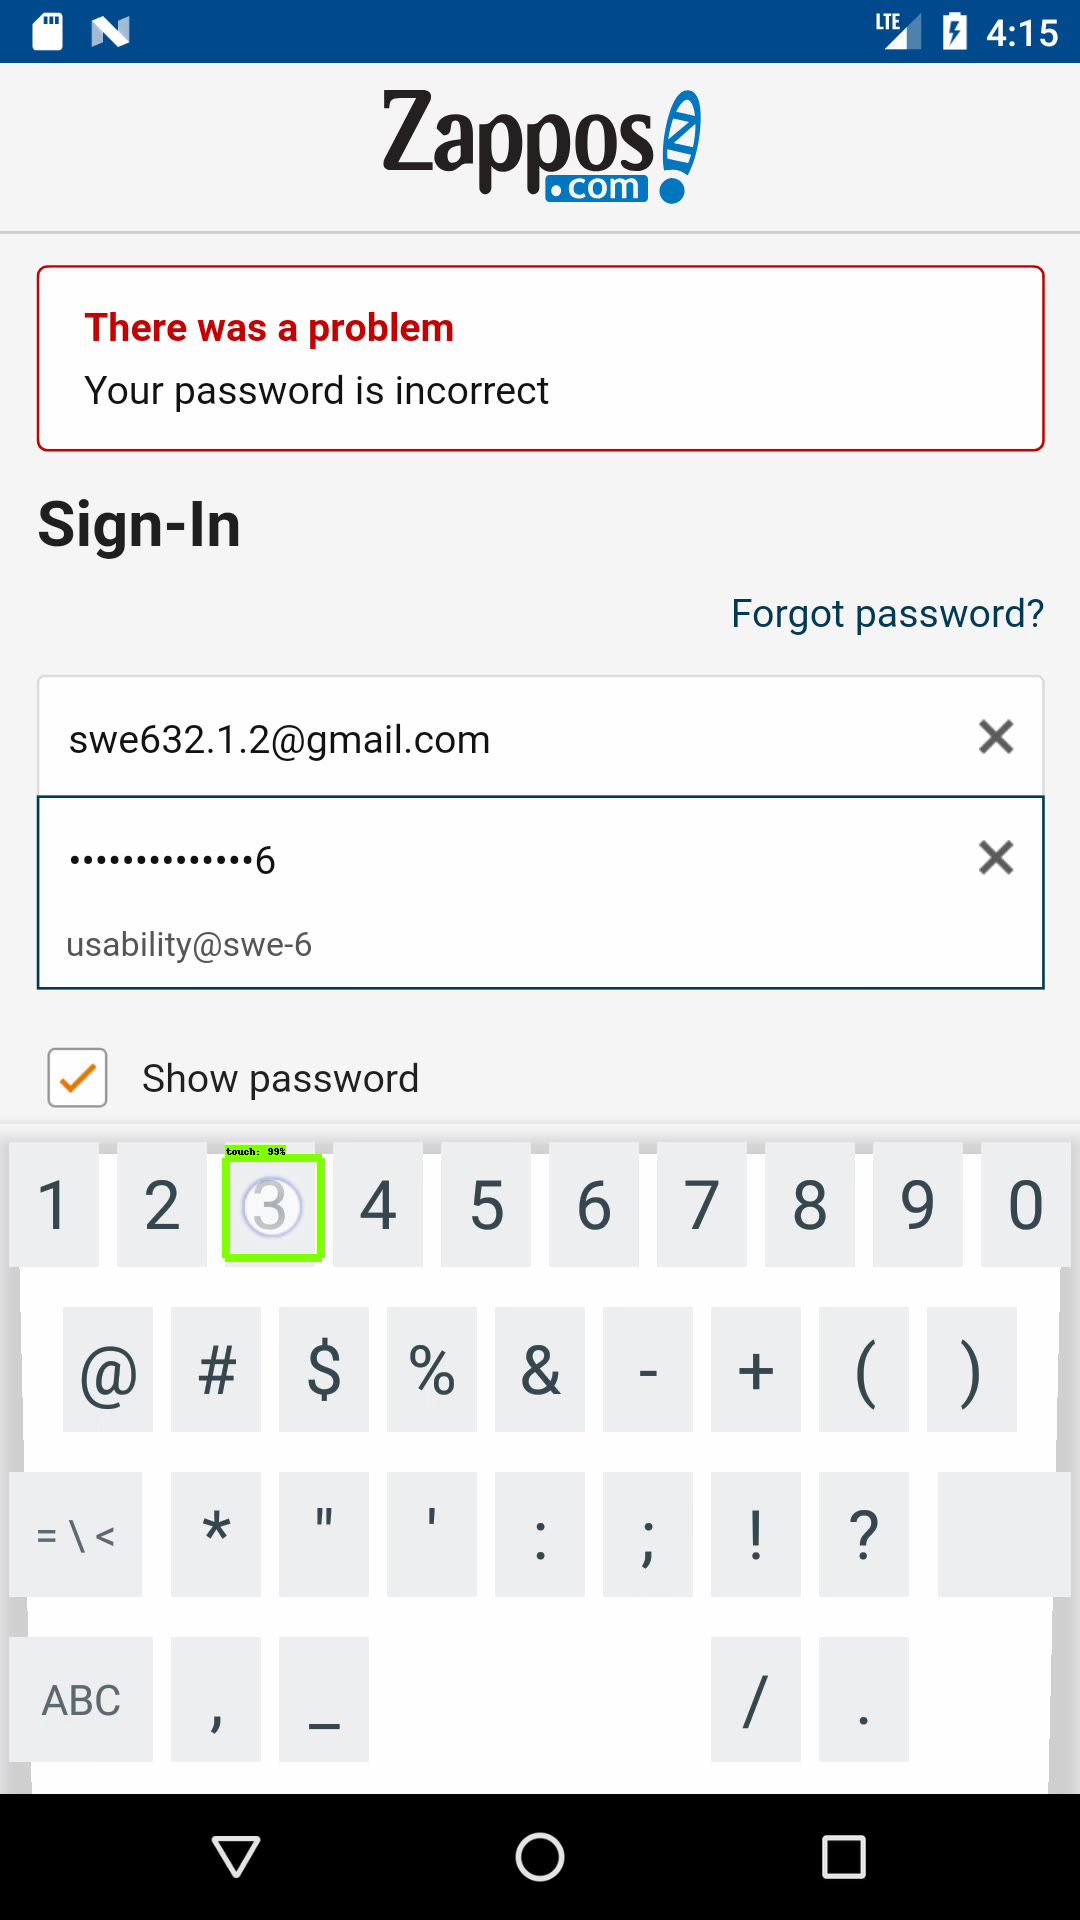 LTE 4:15
Zappos
.com
There was a problem
Your password is incorrect
Sign-In
Forgot password?
swe632.1.2@gmail.com
••••••••••••••6
usability@swe-6
Show password
touch: 99%
1 2 3 4 5 6 7 8 9 0
@ # $ % & - + ( )
= \ < * " ' : ; ! ?
ABC , _ / .